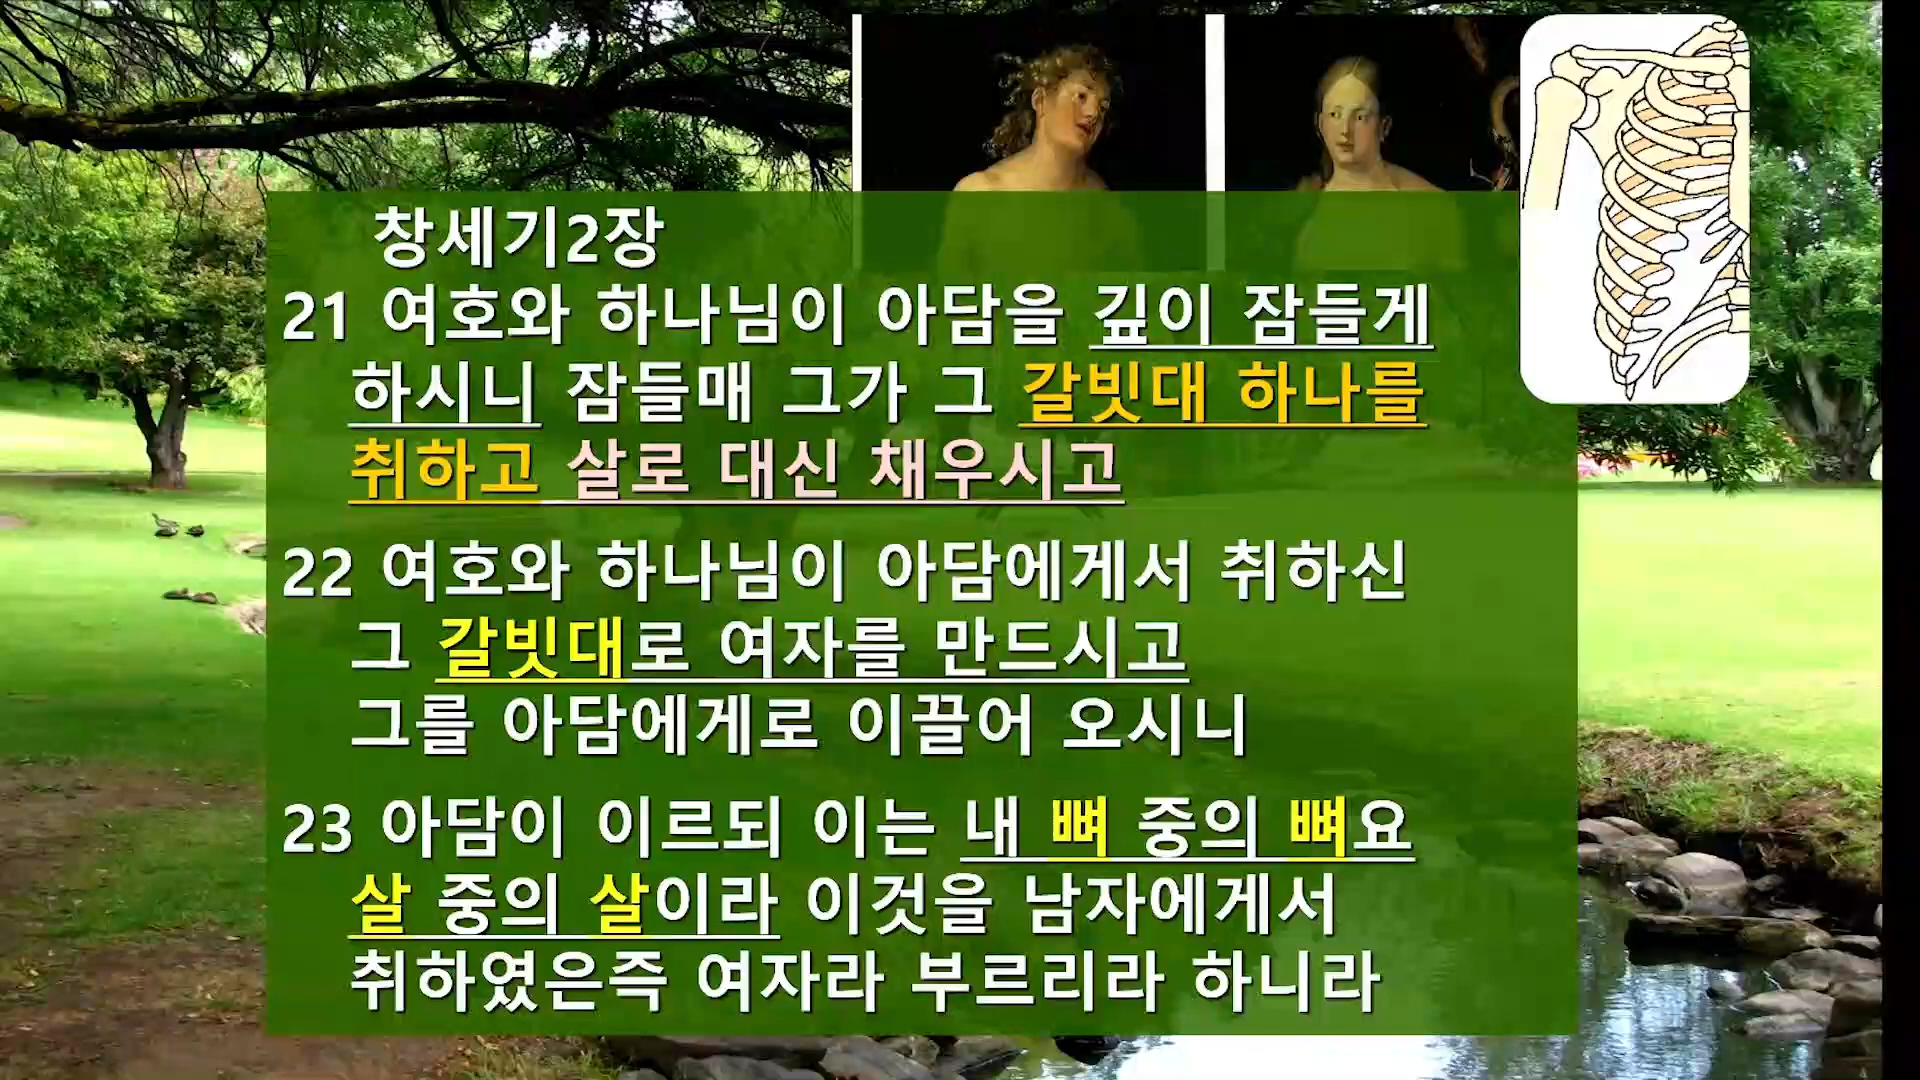 창세기2장
21 여호와 하나님이 아담을 깊이 잠들게
하시니 잠들매 그가 그 갈빗대 하나를
취하고 살로 대신 채우시고
22 여호와 하나님이 아담에게서 취하신
그 갈빗대로 여자를 만드시고
그를 아담에게로 이끌어 오시니
23 아담이 이르되 이는 내 뼈 중의 뼈요
살 중의 살이라 이것을 남자에게서
취하였은즉 여자라 부르리라 하니라